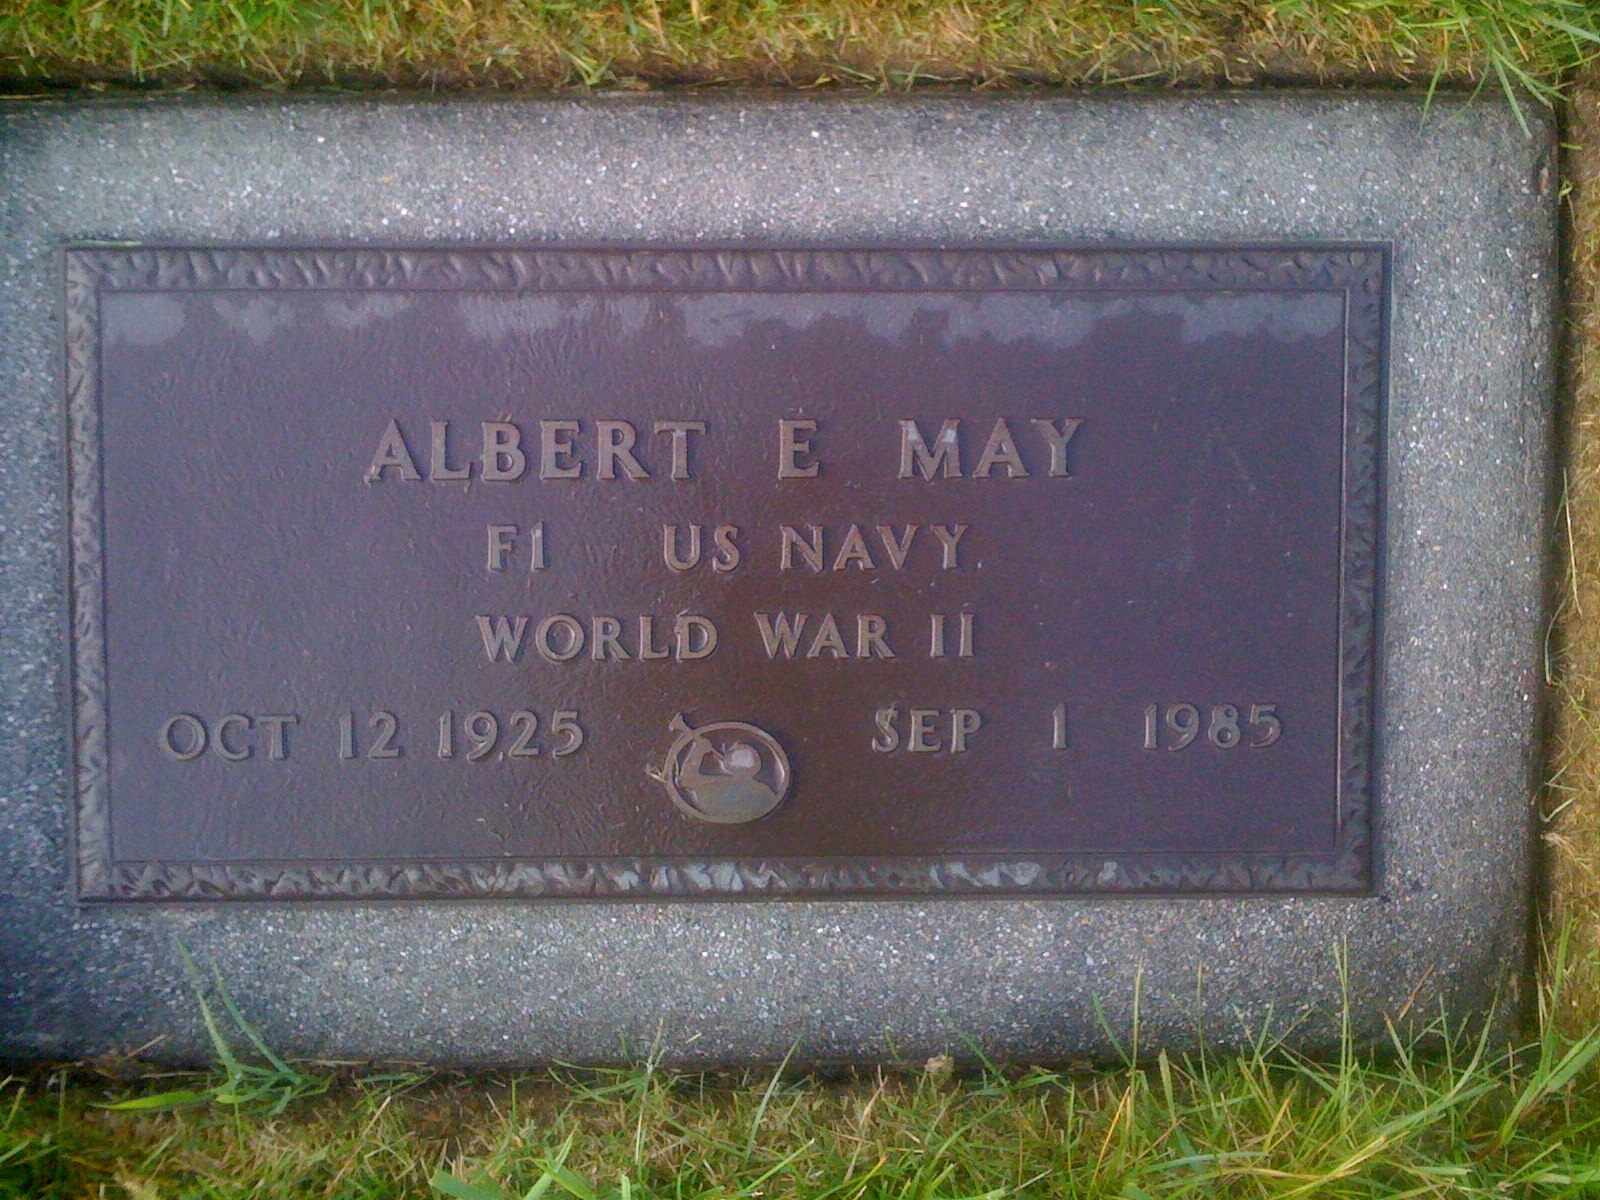 ALBERT E MAY
F1 US NAVY
WORLD WAR II
OCT 12 1925 SEP 1 1985